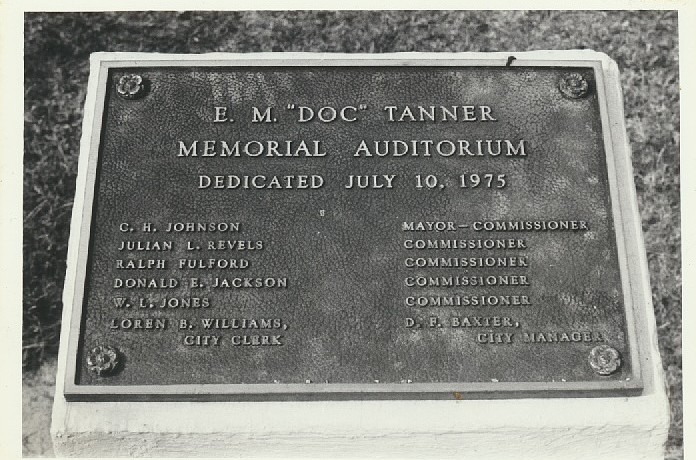 E. M. "DOC" TANNER
MEMORIAL AUDITORIUM
DEDICATED JULY 10, 1975
C. H. JOHNSON MAYOR-COMMISSIONER
JULIAN L. REVELS COMMISSIONER
RALPH FULFORD COMMISSIONER
DONALD E. JACKSON COMMISSIONER
W. L. JONES COMMISSIONER
LOREN B. WILLIAMS, D. F. BAXTER,
CITY CLERK CITY MANAGER